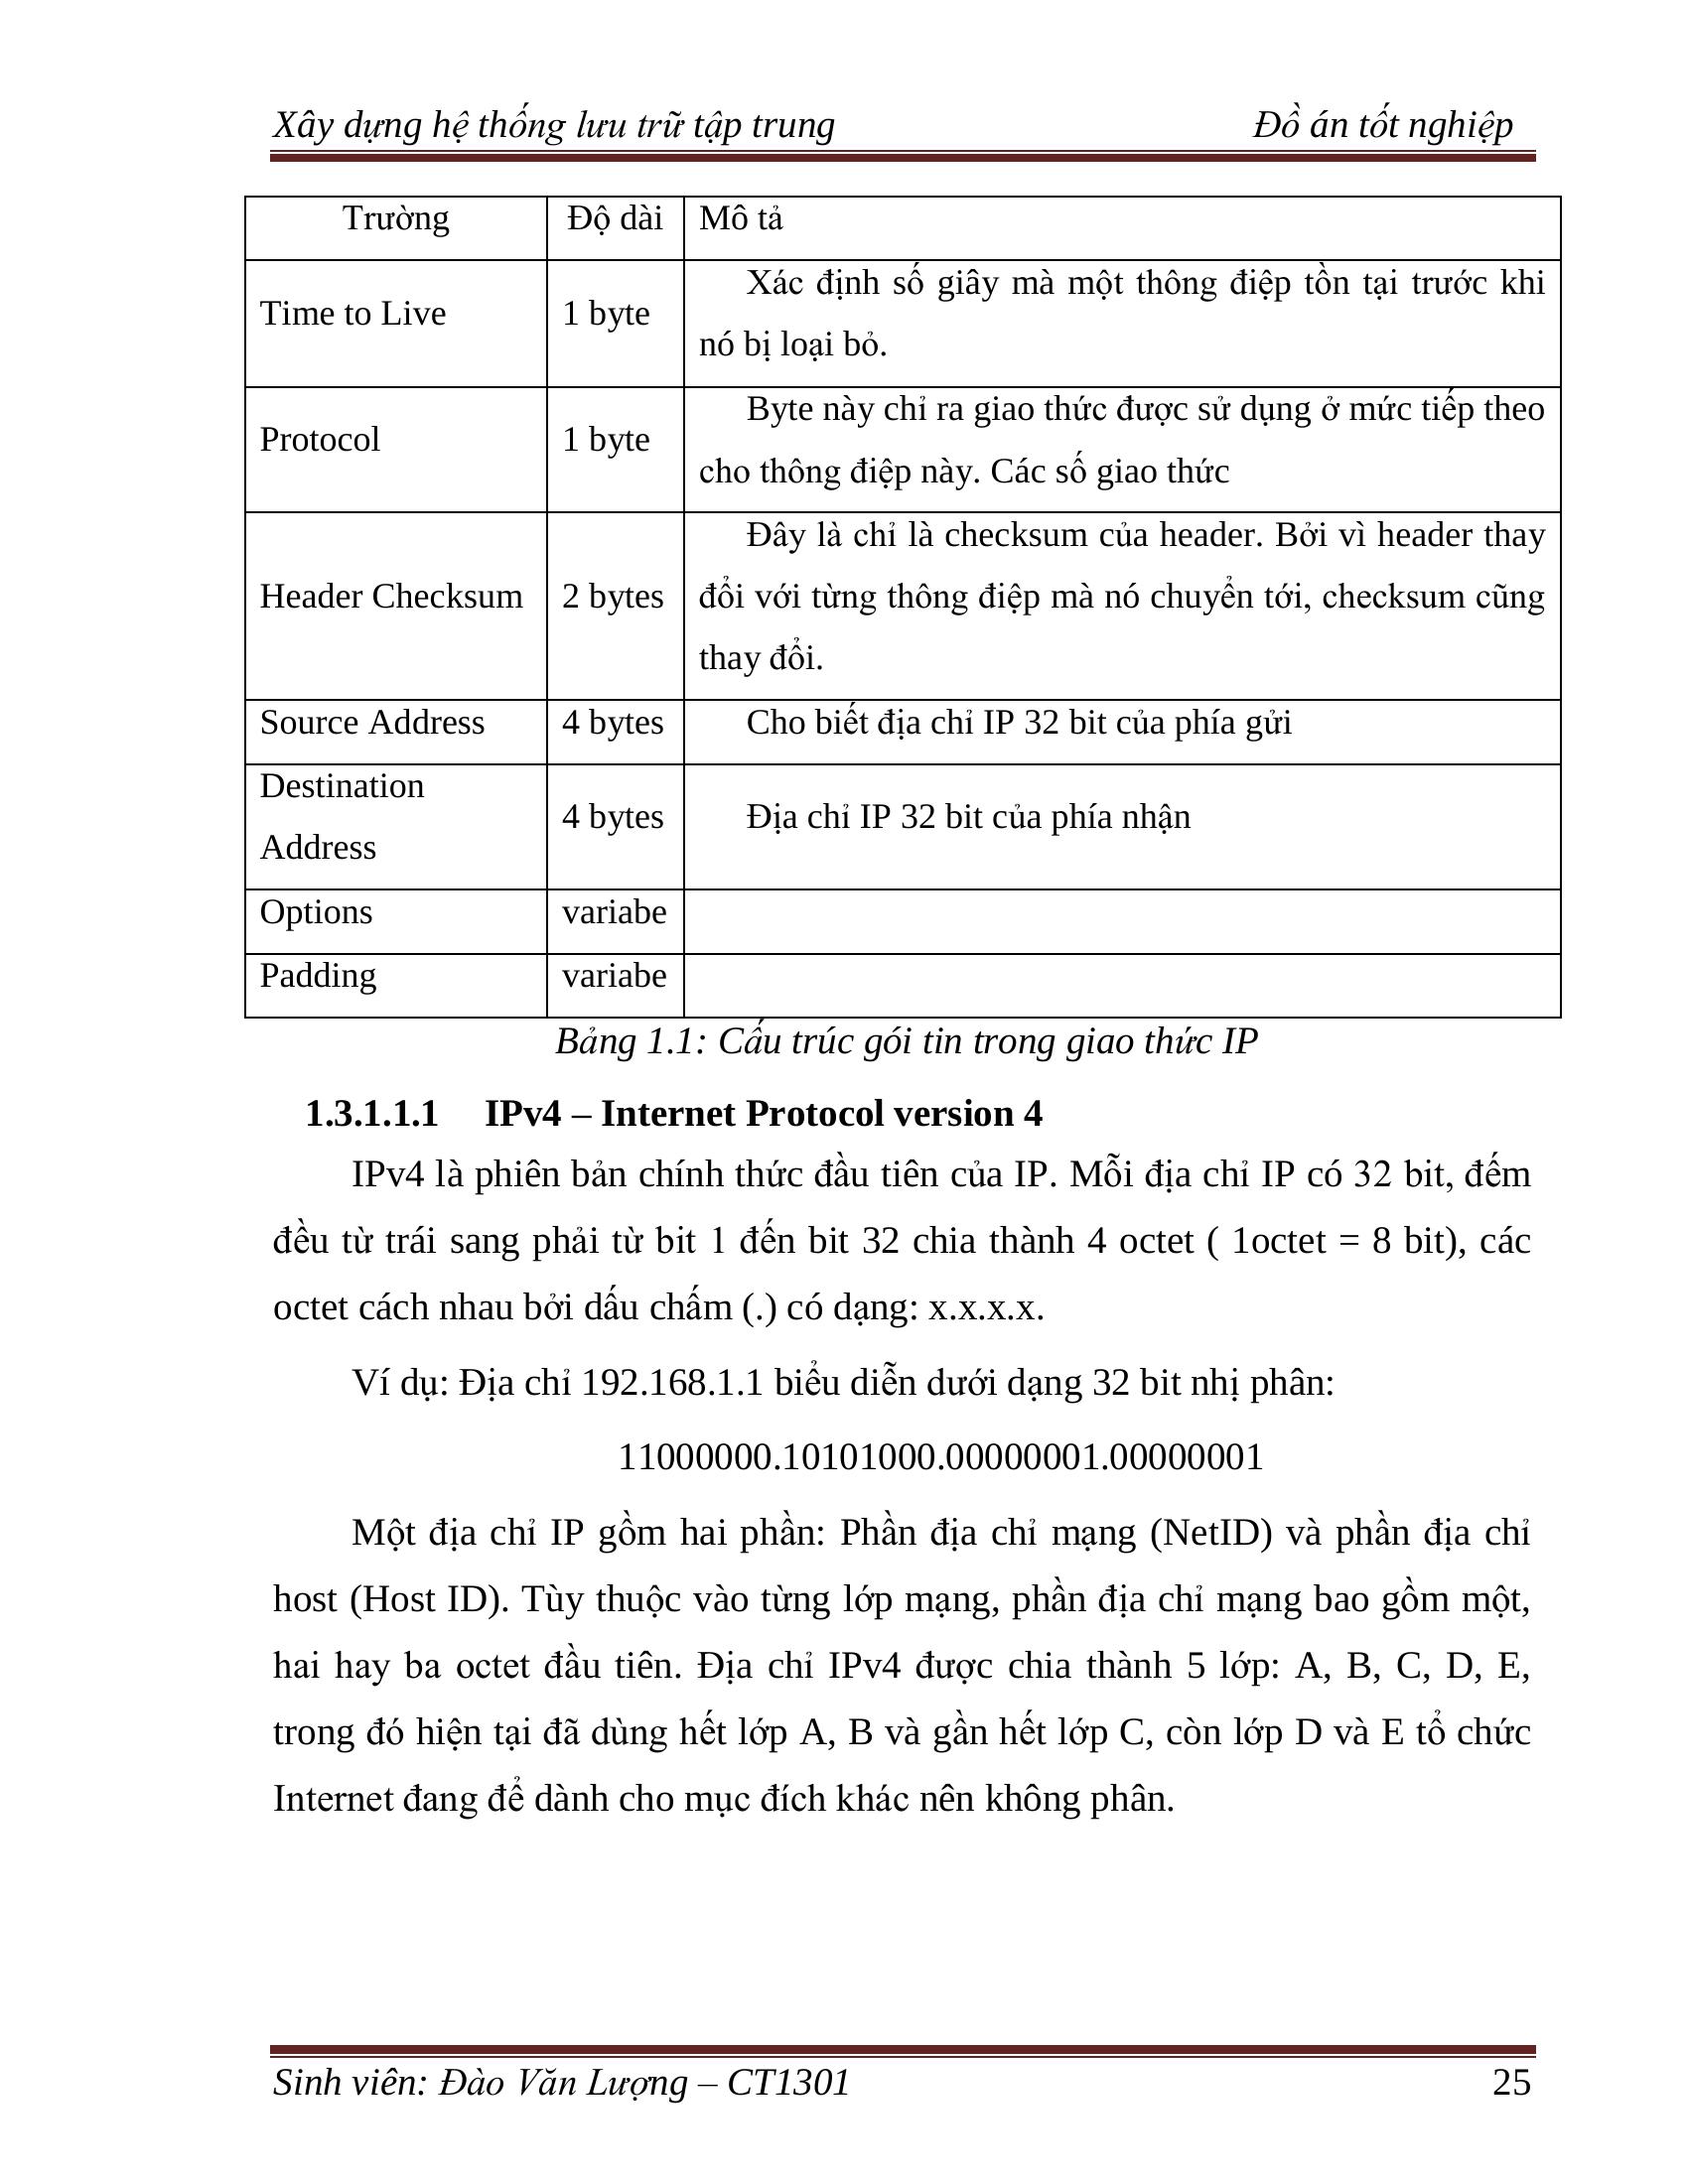 Xây dựng hệ thống lưu trữ tập trung Đồ án tốt nghiệp
Trường Độ dài Mô tả
Time to Live 1 byte Xác định số giây mà một thông điệp tồn tại trước khi
nó bị loại bỏ.
Protocol 1 byte Byte này chỉ ra giao thức được sử dụng ở mức tiếp theo
cho thông điệp này. Các số giao thức
Header Checksum 2 bytes Đây là chỉ là checksum của header. Bởi vì header thay
đổi với từng thông điệp mà nó chuyển tới, checksum cũng
thay đổi.
Source Address 4 bytes Cho biết địa chỉ IP 32 bit của phía gửi
Destination
Address 4 bytes Địa chỉ IP 32 bit của phía nhận
Options variabe
Padding variabe
Bảng 1.1: Cấu trúc gói tin trong giao thức IP
1.3.1.1.1 IPv4 – Internet Protocol version 4
IPv4 là phiên bản chính thức đầu tiên của IP. Mỗi địa chỉ IP có 32 bit, đếm
đều từ trái sang phải từ bit 1 đến bit 32 chia thành 4 octet ( 1octet = 8 bit), các
octet cách nhau bởi dấu chấm (.) có dạng: x.x.x.x.
Ví dụ: Địa chỉ 192.168.1.1 biểu diễn dưới dạng 32 bit nhị phân:
11000000.10101000.00000001.00000001
Một địa chỉ IP gồm hai phần: Phần địa chỉ mạng (NetID) và phần địa chỉ
host (Host ID). Tùy thuộc vào từng lớp mạng, phần địa chỉ mạng bao gồm một,
hai hay ba octet đầu tiên. Địa chỉ IPv4 được chia thành 5 lớp: A, B, C, D, E,
trong đó hiện tại đã dùng hết lớp A, B và gần hết lớp C, còn lớp D và E tổ chức
Internet đang để dành cho mục đích khác nên không phân.
Sinh viên: Đào Văn Lượng – CT1301 25